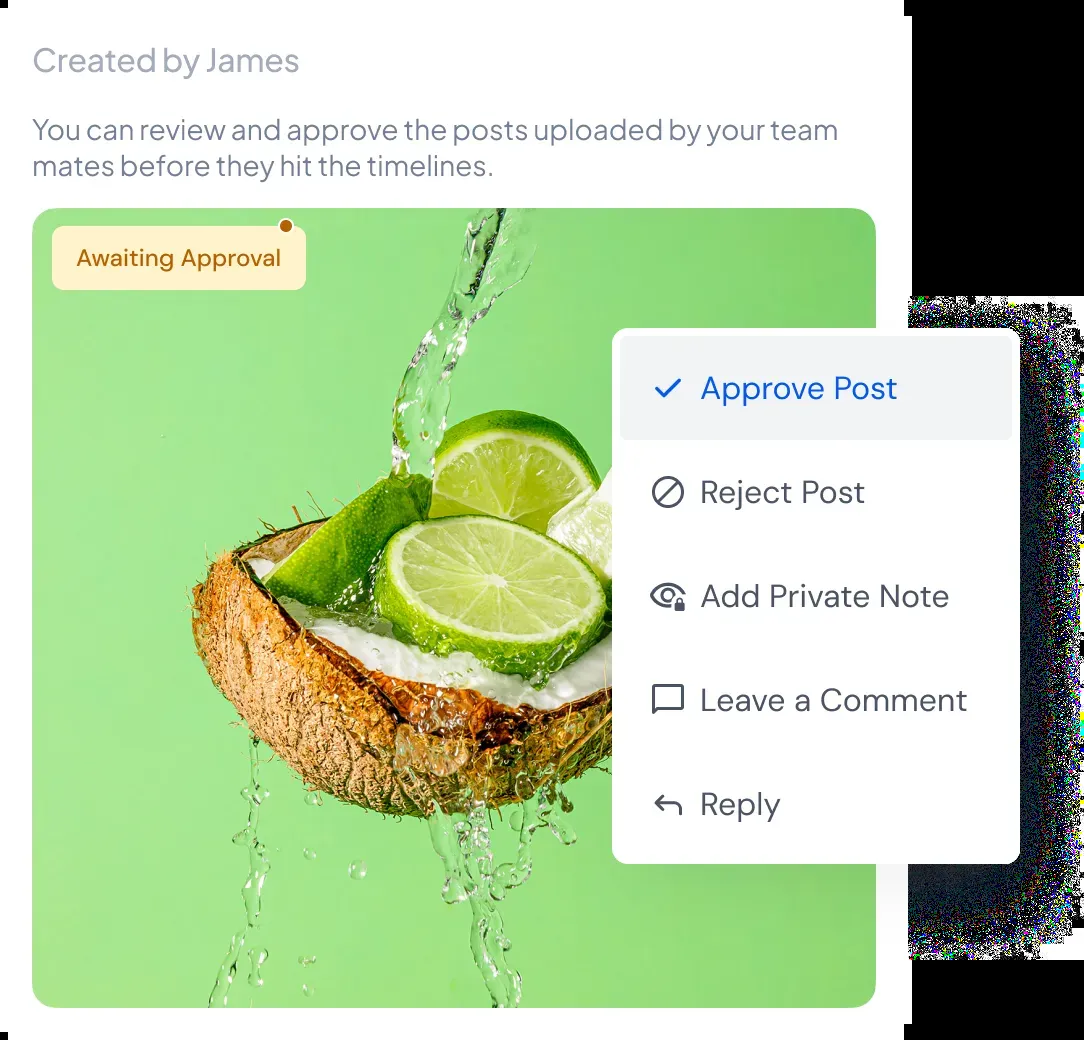 Created by James
You can review and approve the posts uploaded by your team
mates before they hit the timelines.
Awaiting Approval
Approve Post
Reject Post
Add Private Note
Leave a Comment
Reply